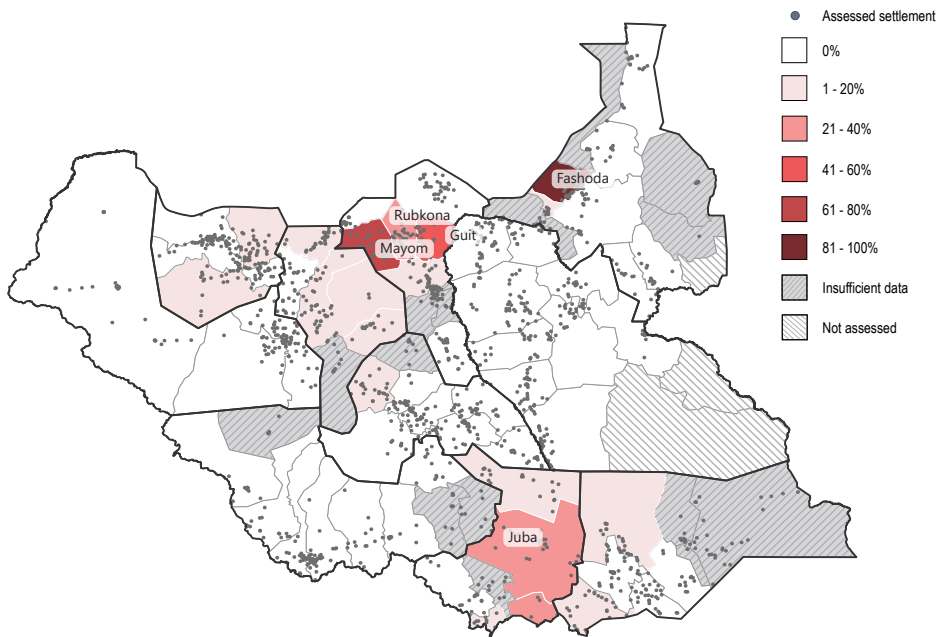 Assessed settlement
0%
1 - 20%
21 - 40%
41 - 60%
61 - 80%
81 - 100%
Insufficient data
Not assessed
Fashoda
Rubkona
Guit
Mayom
Juba